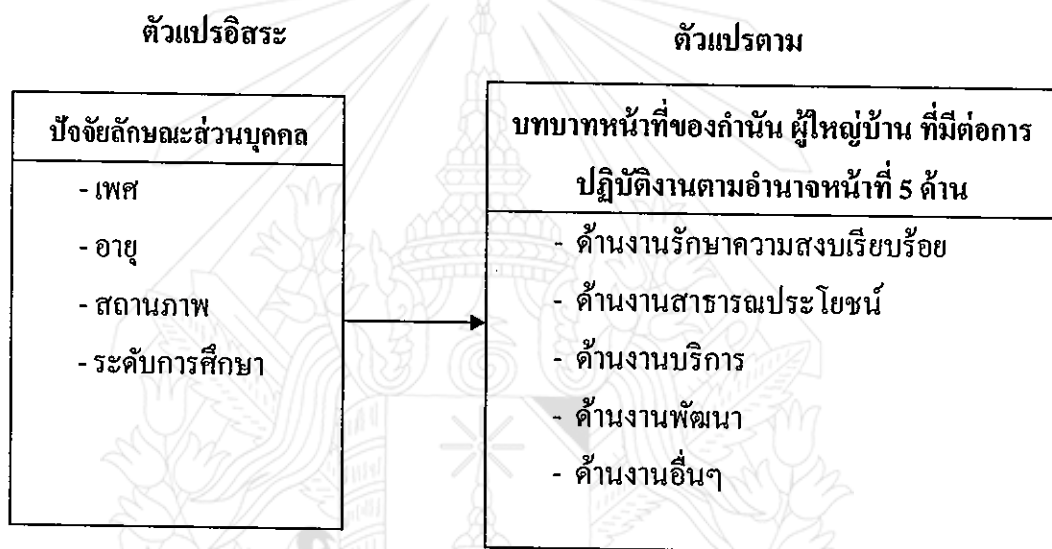 ตัวแปรอิสระ
ปัจจัยลักษณะส่วนบุคคล
- เพศ
- อายุ
- สถานภาพ
- ระดับการศึกษา
ตัวแปรตาม
บทบาทหน้าที่ของกำนัน ผู้ใหญ่บ้าน ที่มีต่อการ
ปฏิบัติงานตามอำนาจหน้าที่ 5 ด้าน
- ด้านงานรักษาความสงบเรียบร้อย
- ด้านงานสาธารณประโยชน์
- ด้านงานบริการ
- ด้านงานพัฒนา
- ด้านงานอื่นๆ